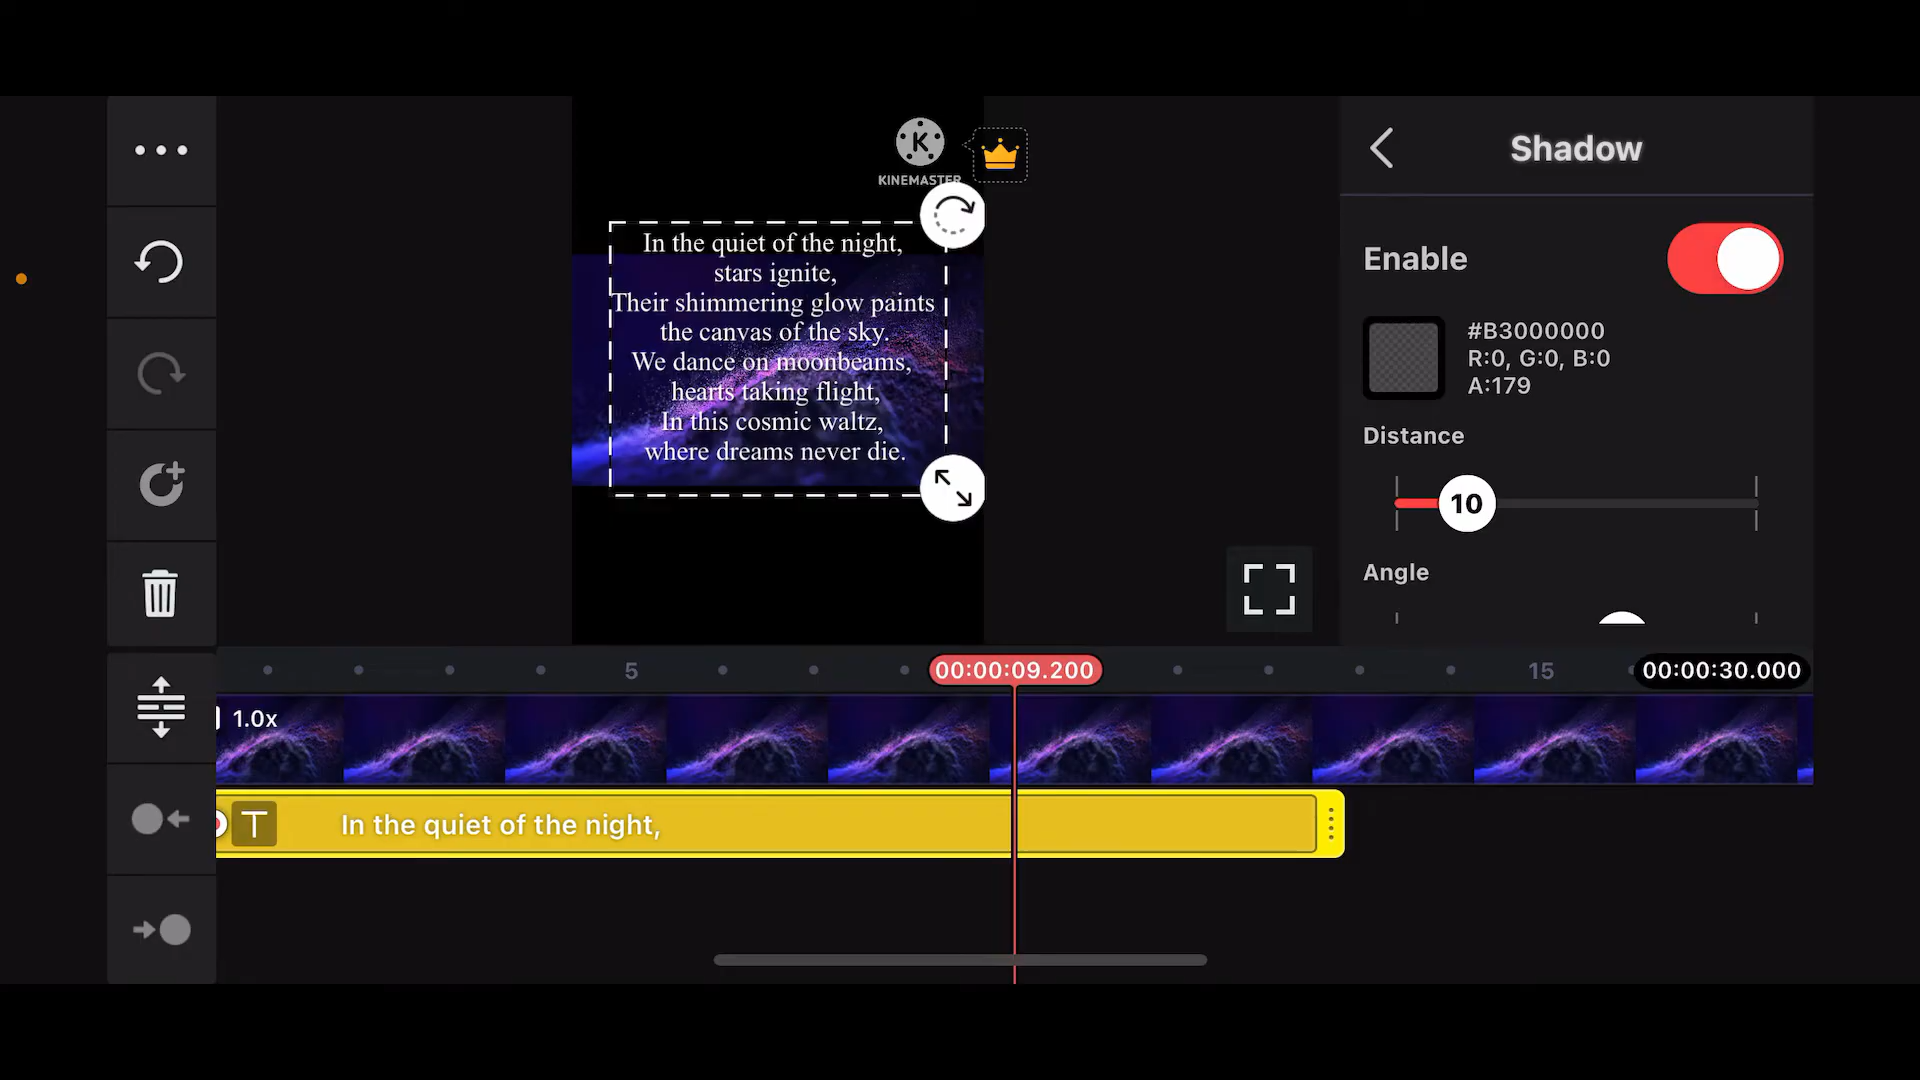 K
KINEMASTER
In the quiet of the night,
stars ignite,
Their shimmering glow paints
the canvas of the sky.
We dance on moonbeams,
hearts taking flight,
In this cosmic waltz,
where dreams never die.
Shadow
Enable
#B3000000
R:0, G:0, B:0
A:179
Distance
10
Angle
5
00:00:09.200
15
00:00:30.000
1.0x
T
In the quiet of the night,